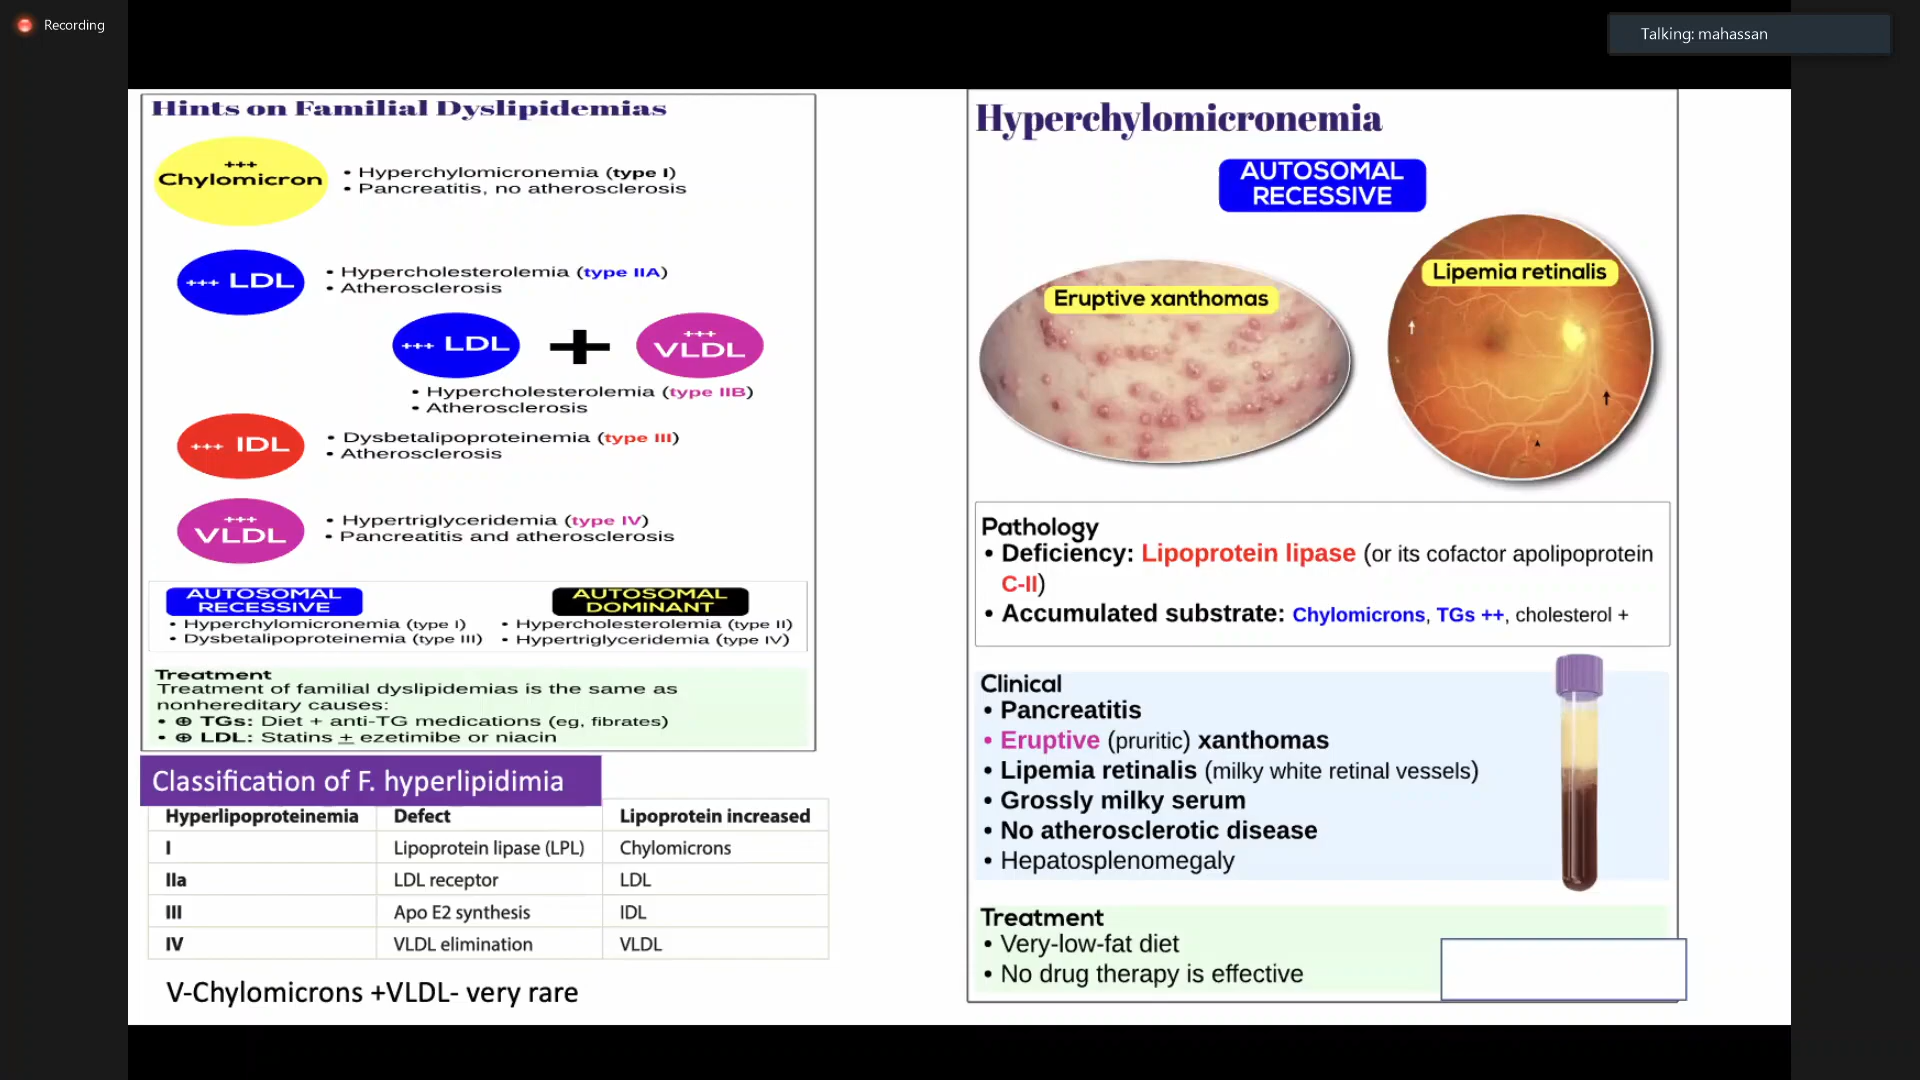 Recording
Talking: mahassan
Hints on Familial Dyslipidemias
+++
Chylomicron
• Hyperchylomicronemia (type I)
• Pancreatitis, no atherosclerosis
+++ LDL
• Hypercholesterolemia (type IIA)
• Atherosclerosis
+++ LDL
+
+++
VLDL
• Hypercholesterolemia (type IIB)
• Atherosclerosis
+++ IDL
• Dysbetalipoproteinemia (type III)
• Atherosclerosis
+++
VLDL
• Hypertriglyceridemia (type IV)
• Pancreatitis and atherosclerosis
AUTOSOMAL
RECESSIVE
• Hyperchylomicronemia (type I)
• Dysbetalipoproteinemia (type III)
AUTOSOMAL
DOMINANT
• Hypercholesterolemia (type II)
• Hypertriglyceridemia (type IV)
Treatment
Treatment of familial dyslipidemias is the same as
nonhereditary causes:
• ⊕ TGs: Diet + anti-TG medications (eg, fibrates)
• ⊕ LDL: Statins + ezetimibe or niacin
Classification of F. hyperlipidimia
Hyperlipoproteinemia Defect Lipoprotein increased
I Lipoprotein lipase (LPL) Chylomicrons
IIa LDL receptor LDL
III Apo E2 synthesis IDL
IV VLDL elimination VLDL
V-Chylomicrons +VLDL- very rare
Hyperchylomicronemia
AUTOSOMAL
RECESSIVE
Eruptive xanthomas
Lipemia retinalis
Pathology
• Deficiency: Lipoprotein lipase (or its cofactor apolipoprotein
C-II)
• Accumulated substrate: Chylomicrons, TGs ++, cholesterol +
Clinical
• Pancreatitis
• Eruptive (pruritic) xanthomas
• Lipemia retinalis (milky white retinal vessels)
• Grossly milky serum
• No atherosclerotic disease
• Hepatosplenomegaly
Treatment
• Very-low-fat diet
• No drug therapy is effective